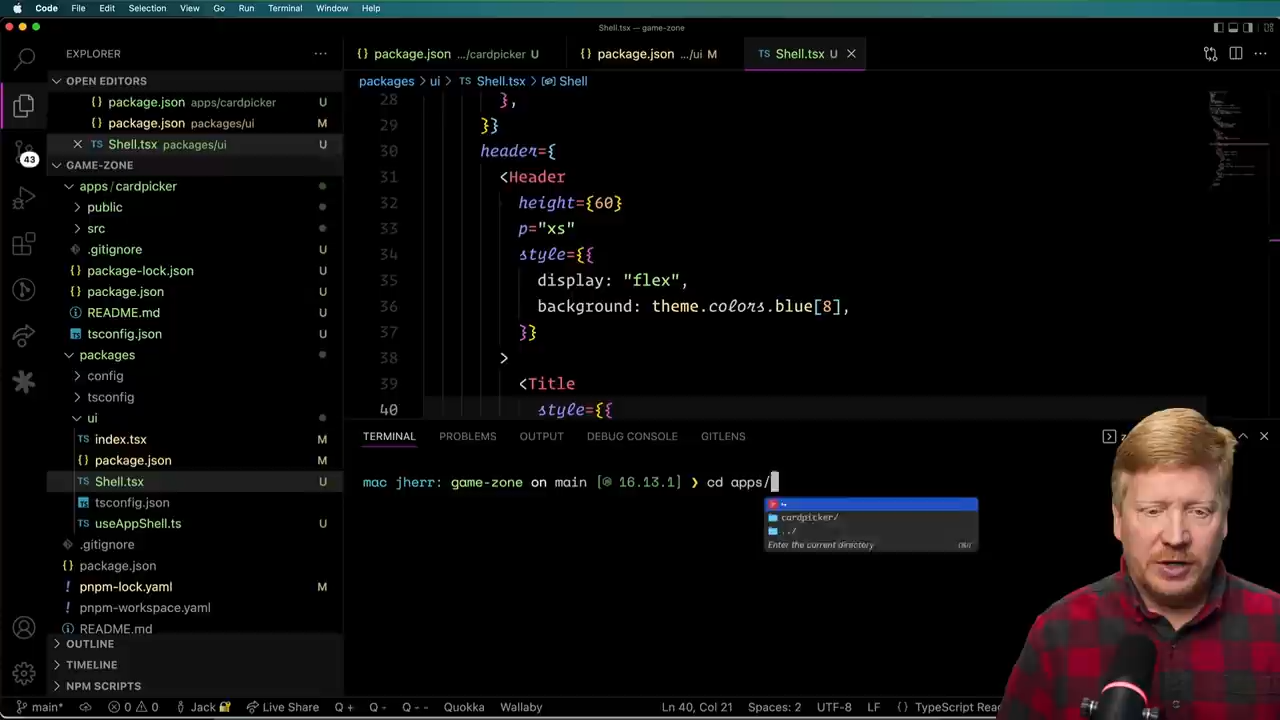 Code File Edit Selection View Go Run Terminal Window Help
Shell.tsx — game-zone
EXPLORER
OPEN EDITORS
package.json apps/cardpicker U
package.json packages/ui M
Shell.tsx packages/ui U
43
GAME-ZONE
apps / cardpicker
public U
src U
.gitignore U
package-lock.json U
package.json U
README.md U
tsconfig.json U
packages
config
tsconfig
ui
index.tsx M
package.json M
Shell.tsx U
tsconfig.json
useAppShell.ts U
.gitignore
package.json
pnpm-lock.yaml M
pnpm-workspace.yaml
README.md
OUTLINE
TIMELINE
NPM SCRIPTS
package.json .../cardpicker U
package.json .../ui M
TS Shell.tsx U
packages > ui > TS Shell.tsx > Shell
28 },
29 }}
30 header={
31 <Header
32 height={60}
33 p="xs"
34 style={{
35 display: "flex",
36 background: theme.colors.blue[8],
37 }}
38 >
39 <Title
40 style={{
TERMINAL PROBLEMS OUTPUT DEBUG CONSOLE GITLENS
mac jherr: game-zone on main [ 16.13.1] ❯ cd apps/
cardpicker/
../
Enter the current directory
main* 0 0 Jack Live Share Q + Q - Q -- Quokka Wallaby Ln 40, Col 21 Spaces: 2 UTF-8 LF {} TypeScript Reac